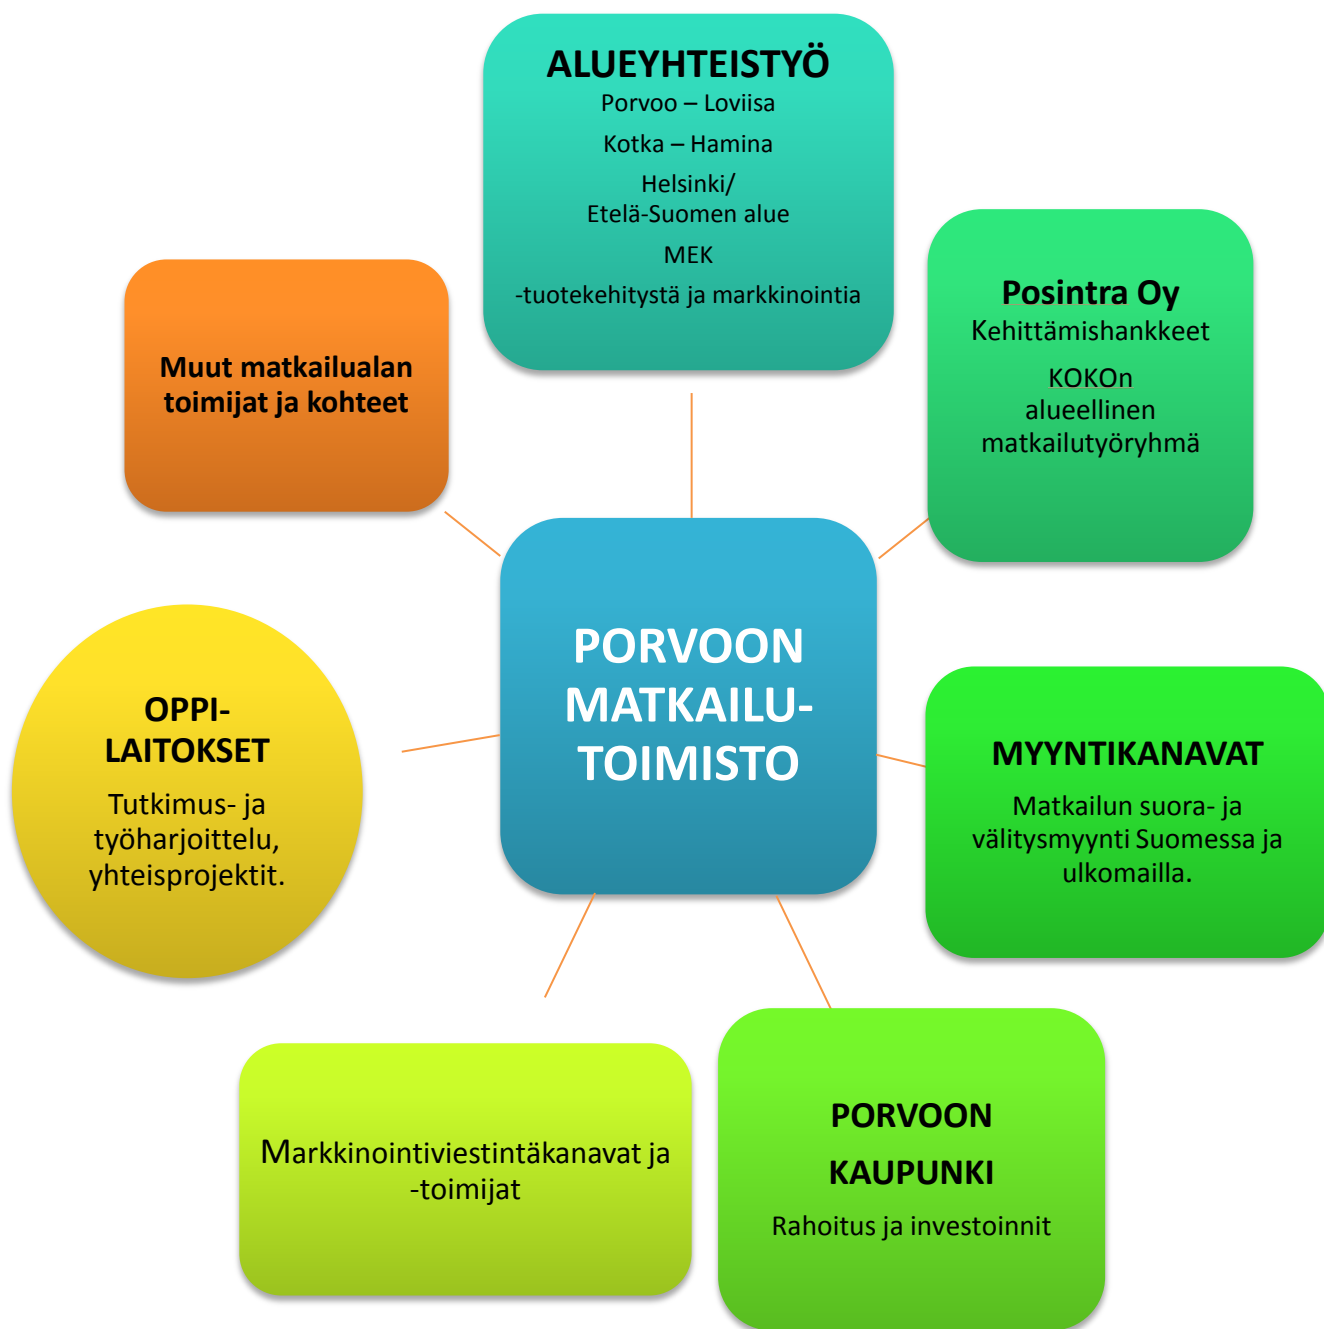 ALUEYHTEISTYÖ
Porvoo – Loviisa
Kotka – Hamina
Helsinki/
Etelä-Suomen alue
MEK
-tuotekehitystä ja markkinointia
Posintra Oy
Kehittämishankkeet
KOKOn
alueellinen
matkailutyöryhmä
Muut matkailualan
toimijat ja kohteet
PORVOON
MATKAILU-
TOIMISTO
OPPI-
LAITOKSET
Tutkimus- ja
työharjoittelu,
yhteisprojektit.
MYYNTIKANAVAT
Matkailun suora- ja
välitysmyynti Suomessa ja
ulkomailla.
Markkinointiviestintäkanavat ja
-toimijat
PORVOON
KAUPUNKI
Rahoitus ja investoinnit